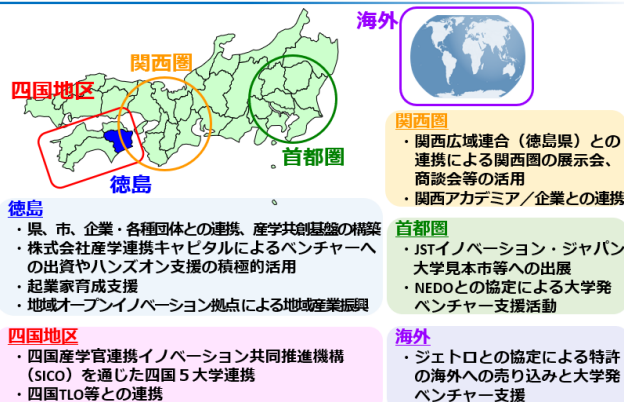 海外
関西圏
四国地区
首都圏
徳島
徳島
・県、市、企業・各種団体との連携、産学共創基盤の構築
・株式会社産学連携キャピタルによるベンチャーへ
の出資やハンズオン支援の積極的活用
・起業家育成支援
・地域オープンイノベーション拠点による地域産業振興
四国地区
・四国産学官連携イノベーション共同推進機構
（SICO）を通じた四国５大学連携
・四国TLO等との連携
関西圏
・関西広域連合（徳島県）との
連携による関西圏の展示会、
商談会等の活用
・関西アカデミア／企業との連携
首都圏
・JSTイノベーション・ジャパン
大学見本市等への出展
・NEDOとの協定による大学発
ベンチャー支援活動
海外
・ジェトロとの協定による特許
の海外への売り込みと大学発
ベンチャー支援